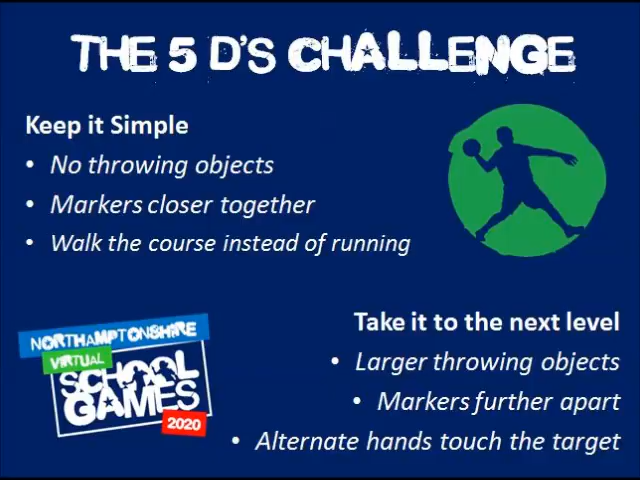 THE 5 D'S CHALLENGE
Keep it Simple
• No throwing objects
• Markers closer together
• Walk the course instead of running
NORTHAMPTONSHIRE
VIRTUAL
SCHOOL
GAMES
2020
Take it to the next level
• Larger throwing objects
• Markers further apart
• Alternate hands touch the target